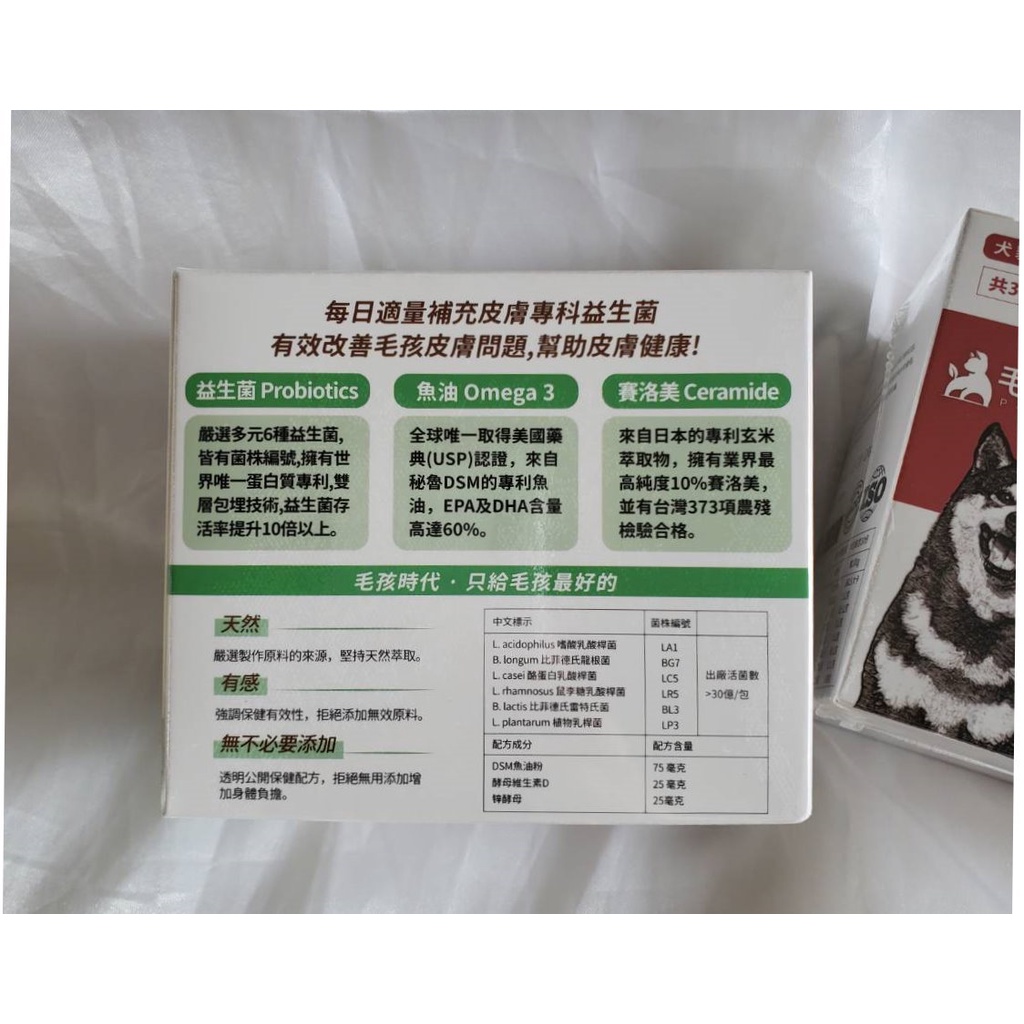 每日適量補充皮膚專科益生菌
有效改善毛孩皮膚問題,幫助皮膚健康!
益生菌 Probiotics
嚴選多元6種益生菌,
皆有菌株編號,擁有世
界唯一蛋白質專利,雙
層包埋技術,益生菌存
活率提升10倍以上。
魚油 Omega 3
全球唯一取得美國藥
典(USP)認證，來自
秘魯DSM的專利魚
油，EPA及DHA含量
高達60%。
賽洛美 Ceramide
來自日本的專利玄米
萃取物，擁有業界最
高純度10%賽洛美，
並有台灣373項農殘
檢驗合格。
毛孩時代・只給毛孩最好的
天然
嚴選製作原料的來源，堅持天然萃取。
有感
強調保健有效性，拒絕添加無效原料。
無不必要添加
透明公開保健配方，拒絕無用添加增
加身體負擔。
中文標示 菌株編號
L. acidophilus 嗜酸乳酸桿菌 LA1
B. longum 比菲德氏龍根菌 BG7
L. casei 酪蛋白乳酸桿菌 LC5
L. rhamnosus 鼠李糖乳酸桿菌 LR5
B. lactis 比菲德氏雷特氏菌 BL3
L. plantarum 植物乳桿菌 LP3
出廠活菌數
>30億/包
配方成分 配方含量
DSM魚油粉 75 毫克
酵母維生素D 25 毫克
鋅酵母 25毫克
犬
共3
毛
P
ISO